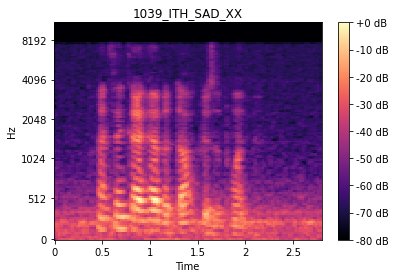 1039_ITH_SAD_XX
+0 dB
8192
-10 dB
4096
-20 dB
-30 dB
2048
Hz
-40 dB
1024
-50 dB
512
-60 dB
-70 dB
0
-80 dB
0 0.5 1 1.5 2 2.5
Time